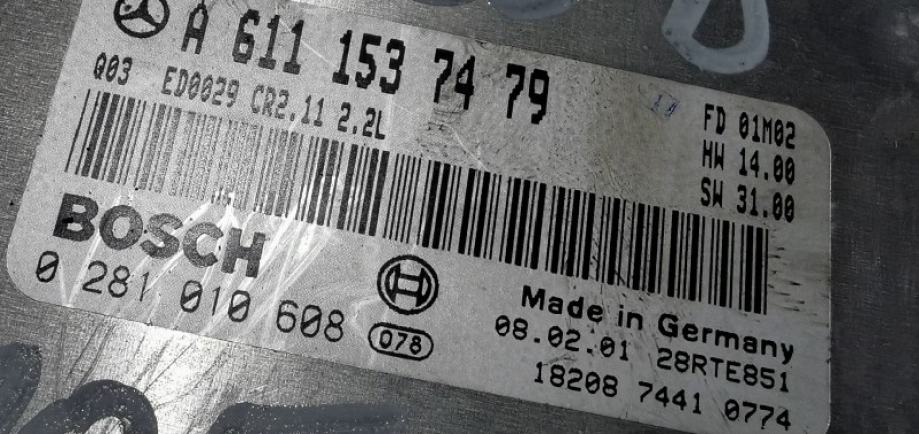 A 611 153 74 79
Q03 ED0029 CR2.11 2.2L
FD 01M02
HW 14.00
SW 31.00
BOSCH
0 281 010 608
078
Made in Germany
08.02.01 28RTE851
18208 7441 0774